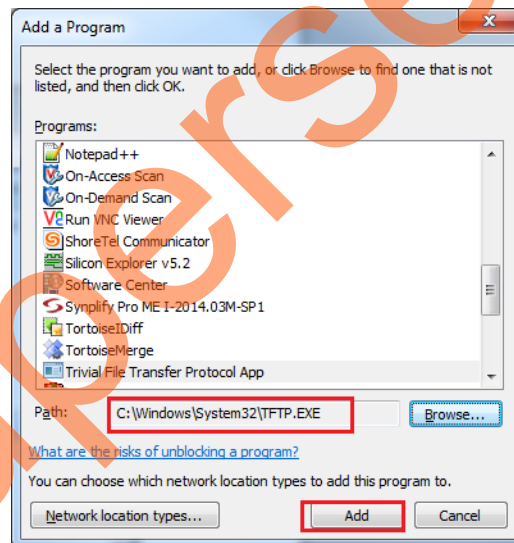 Add a Program
Select the program you want to add, or click Browse to find one that is not
listed, and then click OK.
Programs:
Notepad++
On-Access Scan
On-Demand Scan
Run VNC Viewer
ShoreTel Communicator
Silicon Explorer v5.2
Software Center
Synplify Pro ME I-2014.03M-SP1
TortoiseIDiff
TortoiseMerge
Trivial File Transfer Protocol App
Path: C:\Windows\System32\TFTP.EXE Browse...
What are the risks of unblocking a program?
You can choose which network location types to add this program to.
Network location types... Add Cancel